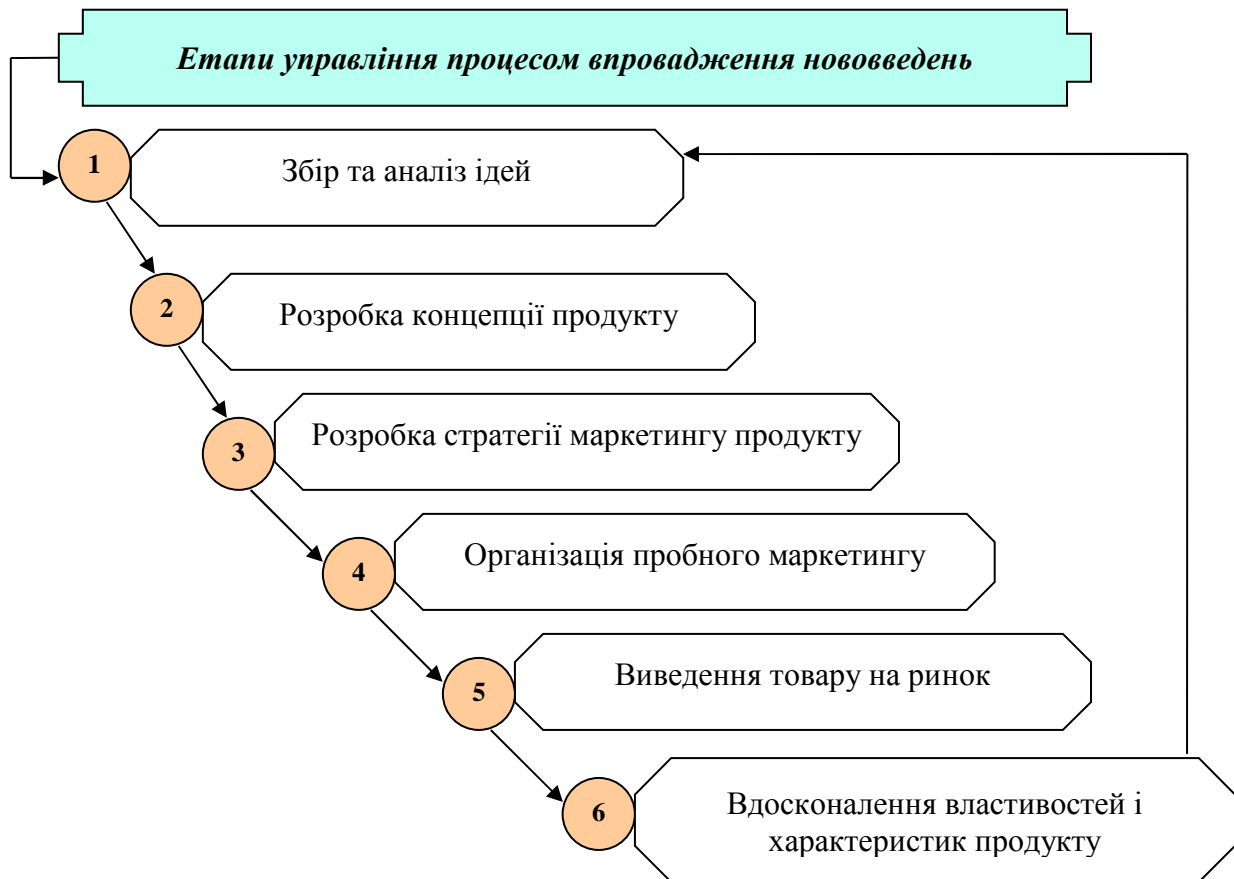 Етапи управління процесом впровадження нововведень
1
Збір та аналіз ідей
2
Розробка концепції продукту
3
Розробка стратегії маркетингу продукту
4
Організація пробного маркетингу
5
Виведення товару на ринок
6
Вдосконалення властивостей і
характеристик продукту